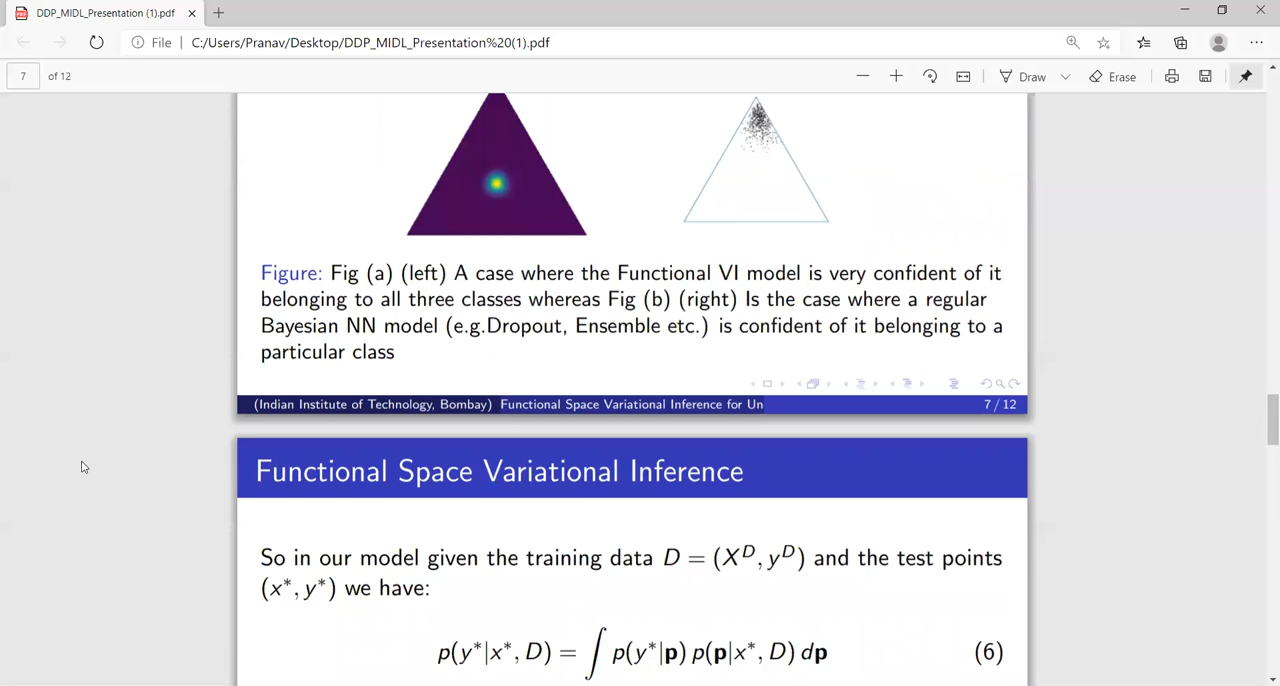 DDP_MIDL_Presentation (1).pdf
File
C:/Users/Pranav/Desktop/DDP_MIDL_Presentation%20(1).pdf
7 of 12
Draw
Erase
Figure: Fig (a) (left) A case where the Functional VI model is very confident of it
belonging to all three classes whereas Fig (b) (right) Is the case where a regular
Bayesian NN model (e.g.Dropout, Ensemble etc.) is confident of it belonging to a
particular class
(Indian Institute of Technology, Bombay) Functional Space Variational Inference for Un 7 / 12
Functional Space Variational Inference
So in our model given the training data D = (X^D, y^D) and the test points
(x*, y*) we have:
p(y*|x*, D) = ∫ p(y*|p) p(p|x*, D) dp (6)